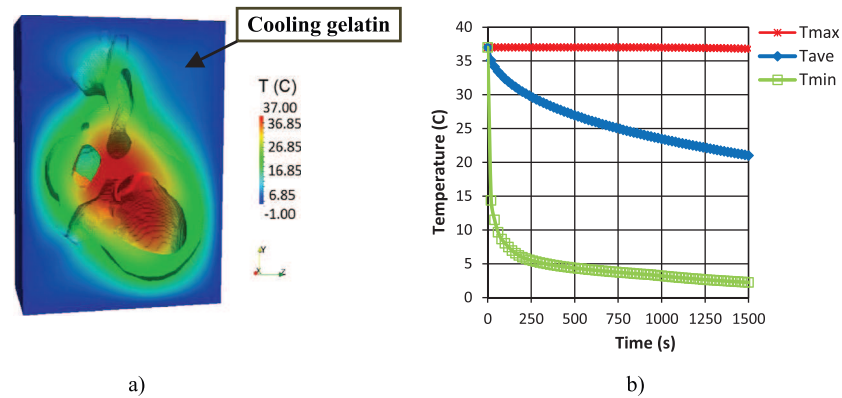 Cooling gelatin
T (C)
37.00
36.85
26.85
16.85
6.85
-1.00
Y
X
Z
a)
40
35
30
25
20
15
10
5
0
Temperature (C)
0 250 500 750 1000 1250 1500
Time (s)
Tmax
Tave
Tmin
b)